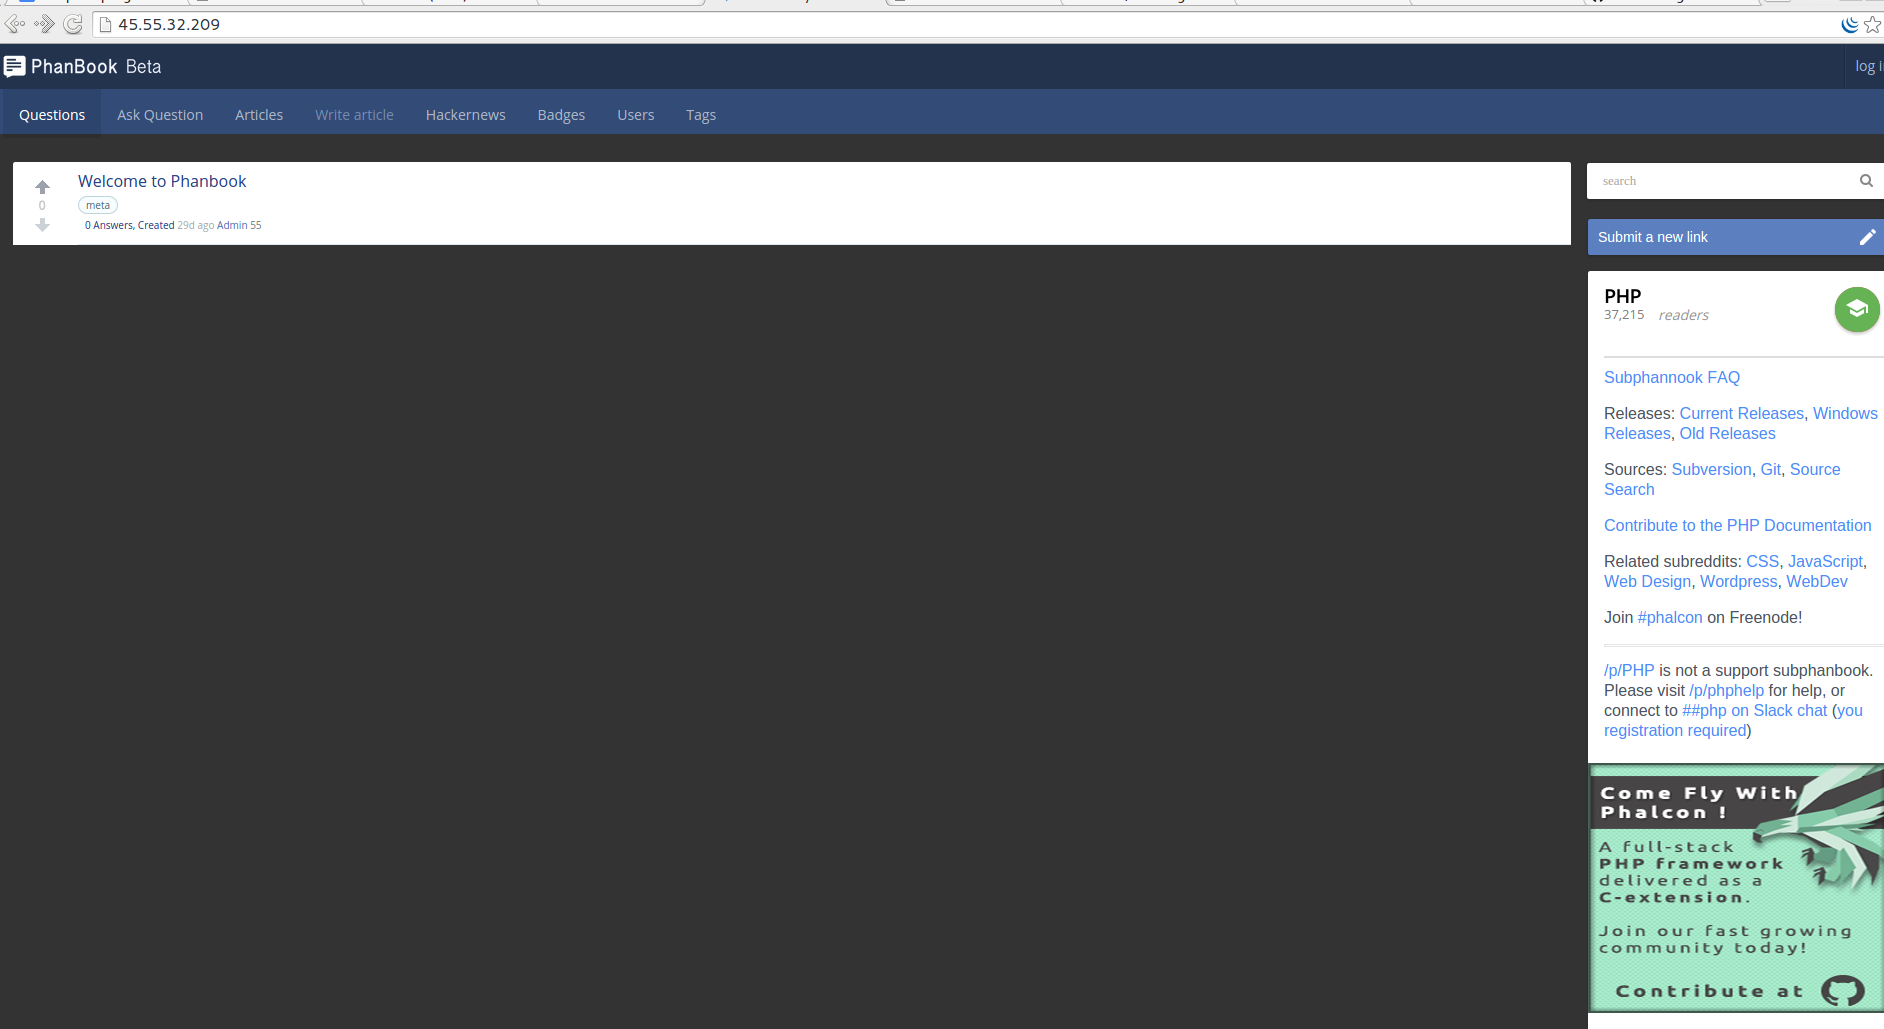 45.55.32.209
PhanBook Beta
log i
Questions Ask Question Articles Write article Hackernews Badges Users Tags
Welcome to Phanbook
0
meta
0 Answers, Created 29d ago Admin 55
search
Submit a new link
PHP
37,215 readers
Subphannook FAQ
Releases: Current Releases, Windows
Releases, Old Releases
Sources: Subversion, Git, Source
Search
Contribute to the PHP Documentation
Related subreddits: CSS, JavaScript,
Web Design, Wordpress, WebDev
Join #phalcon on Freenode!
/p/PHP is not a support subphanbook.
Please visit /p/phphelp for help, or
connect to ##php on Slack chat (you
registration required)
Come Fly With
Phalcon !
A full-stack
PHP framework
delivered as a
C-extension.
Join our fast growing
community today!
Contribute at